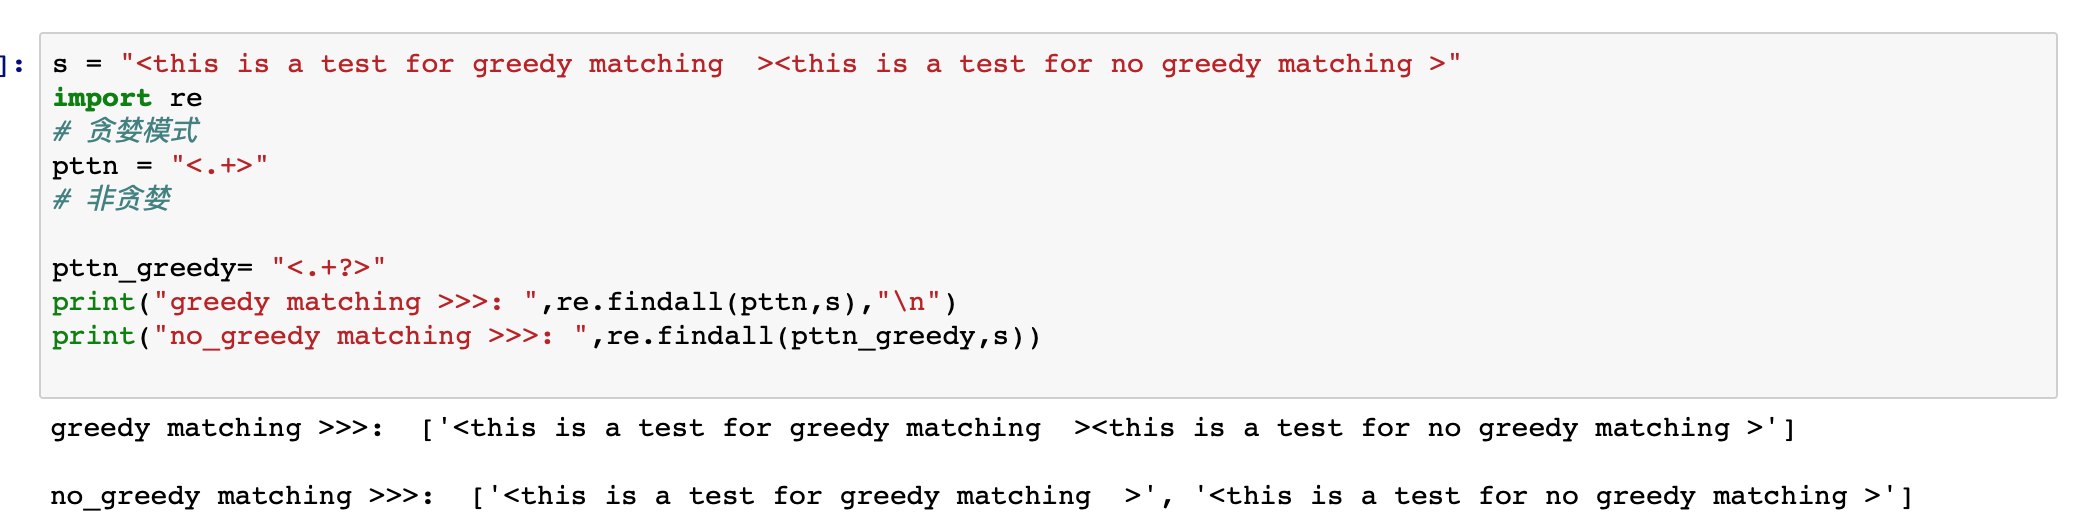 ]: s = "<this is a test for greedy matching  ><this is a test for no greedy matching >"
import re
# 贪婪模式
pttn = "<.+>"
# 非贪婪
pttn_greedy= "<.+?>"
print("greedy matching >>>: ",re.findall(pttn,s),"\n")
print("no_greedy matching >>>: ",re.findall(pttn_greedy,s))
greedy matching >>>:  ['<this is a test for greedy matching  ><this is a test for no greedy matching >']
no_greedy matching >>>:  ['<this is a test for greedy matching  >', '<this is a test for no greedy matching >']